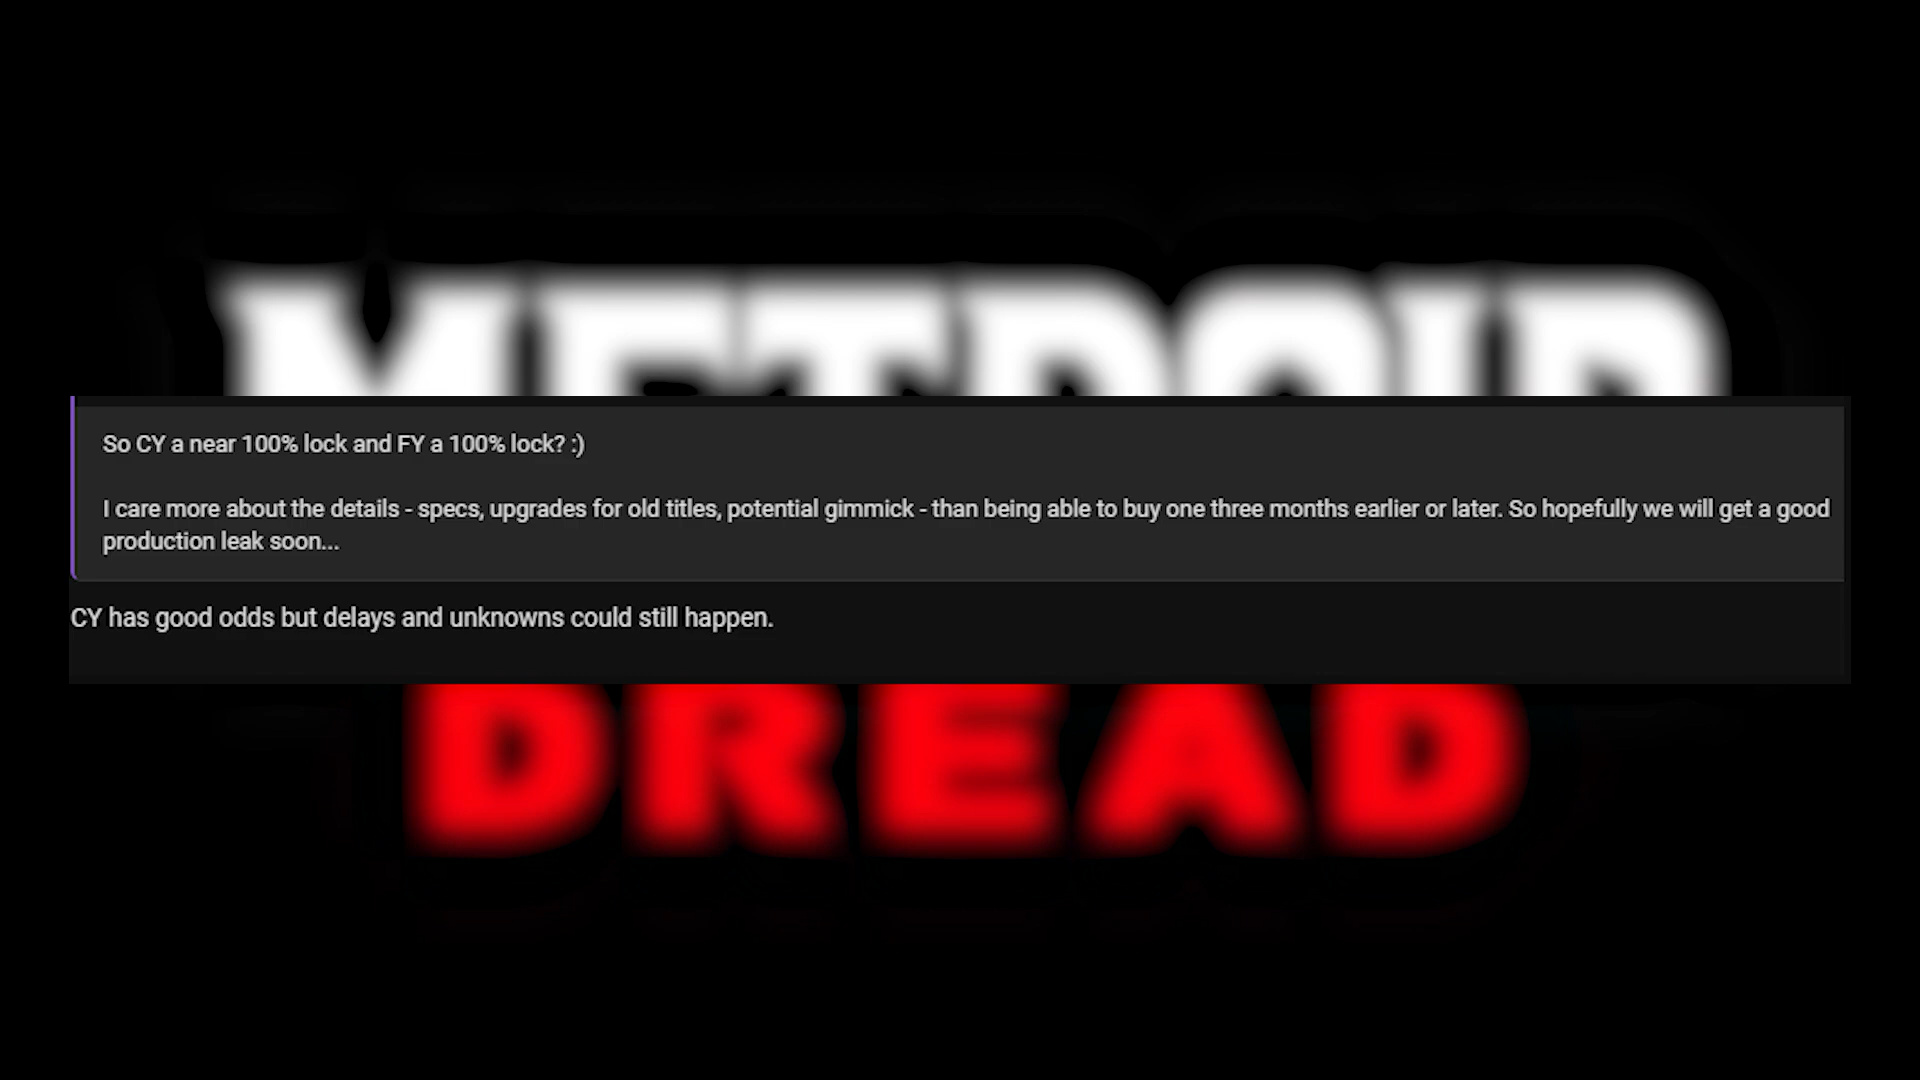 METROID
So CY a near 100% lock and FY a 100% lock? :)
I care more about the details - specs, upgrades for old titles, potential gimmick - than being able to buy one three months earlier or later. So hopefully we will get a good
production leak soon...
CY has good odds but delays and unknowns could still happen.
DREAD